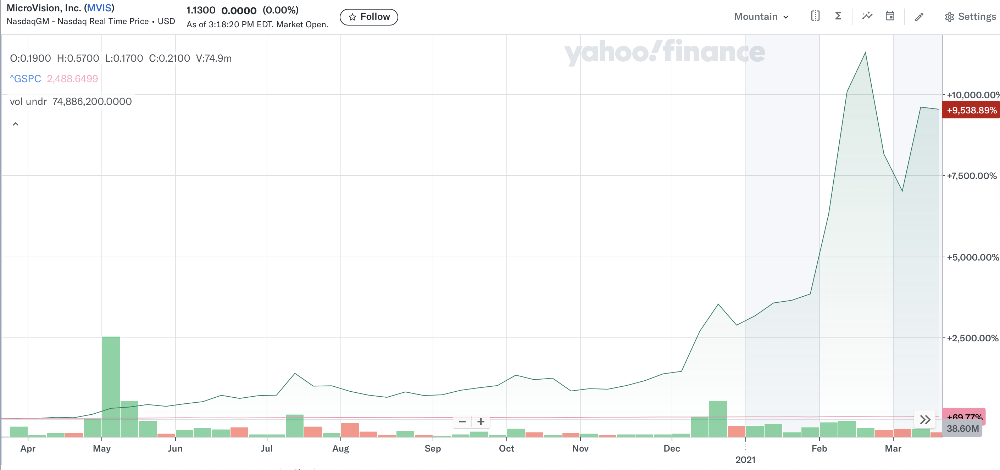 MicroVision, Inc. (MVIS)
NasdaqGM - Nasdaq Real Time Price • USD
1.1300 0.0000 (0.00%)
As of 3:18:20 PM EDT. Market Open.
Follow
Mountain
Σ
Settings
yahoo!finance
O:0.1900 H:0.5700 L:0.1700 C:0.2100 V:74.9m
^GSPC 2,488.6499
vol undr 74,886,200.0000
+10,000.00%
+9,538.89%
+7,500.00%
+5,000.00%
+2,500.00%
+69.77%
38.60M
− +
Apr May Jun Jul Aug Sep Oct Nov Dec Feb Mar
2021